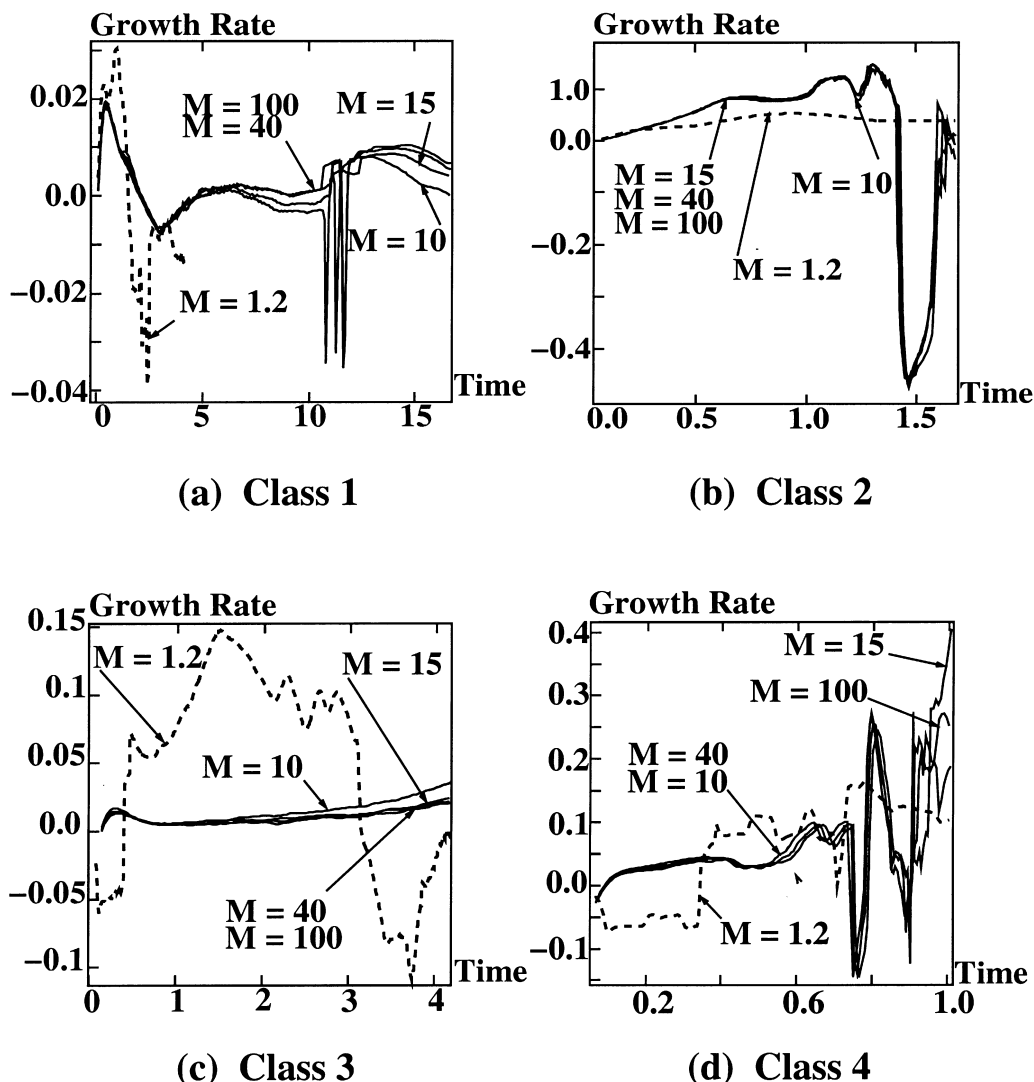 Growth Rate
0.02
0.0
−0.02
−0.04
M = 100
M = 40
M = 15
M = 10
M = 1.2
Time
0 5 10 15
(a) Class 1
Growth Rate
1.0
0.0
−0.2
−0.4
M = 15
M = 40
M = 100
M = 10
M = 1.2
Time
0.0 0.5 1.0 1.5
(b) Class 2
Growth Rate
0.15
0.1
0.05
0.0
−0.05
−0.1
M = 1.2
M = 15
M = 10
M = 40
M = 100
Time
0 1 2 3 4
(c) Class 3
Growth Rate
0.4
0.3
0.2
0.1
0.0
−0.1
M = 15
M = 100
M = 40
M = 10
M = 1.2
Time
0.2 0.6 0.8 1.0
(d) Class 4